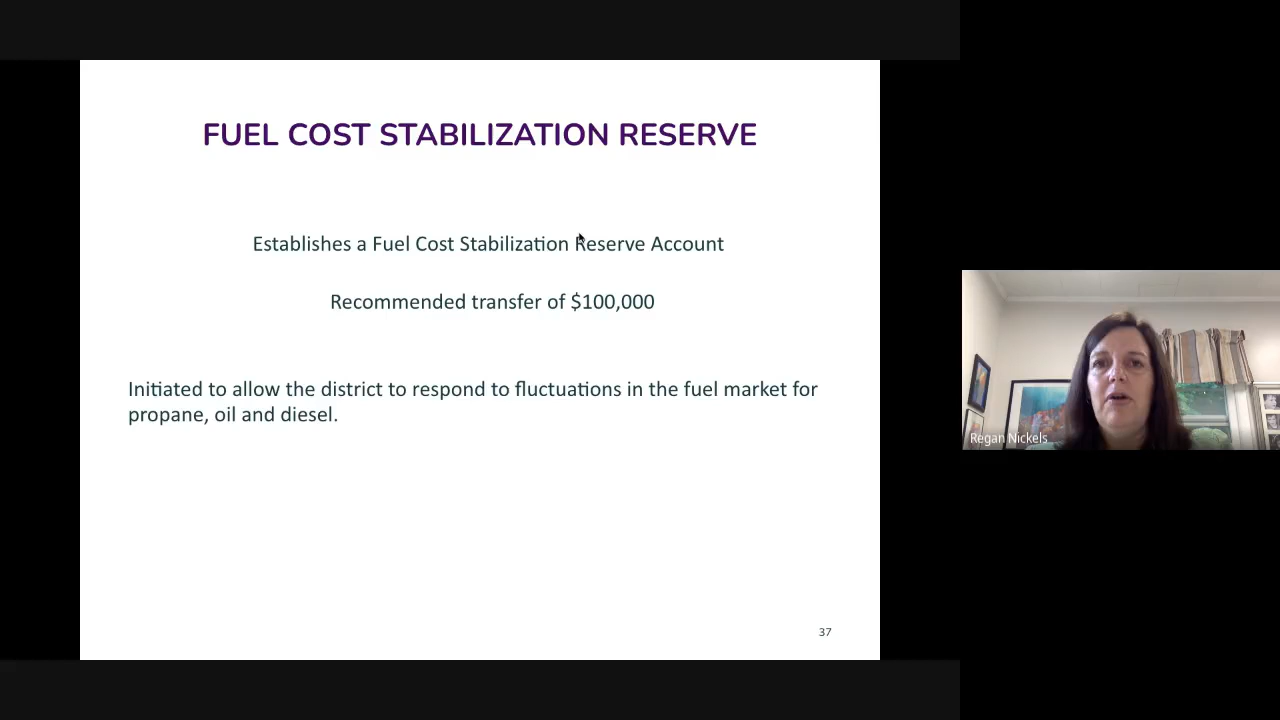 FUEL COST STABILIZATION RESERVE
Establishes a Fuel Cost Stabilization Reserve Account
Recommended transfer of $100,000
Initiated to allow the district to respond to fluctuations in the fuel market for
propane, oil and diesel.
37
Regan Nickels